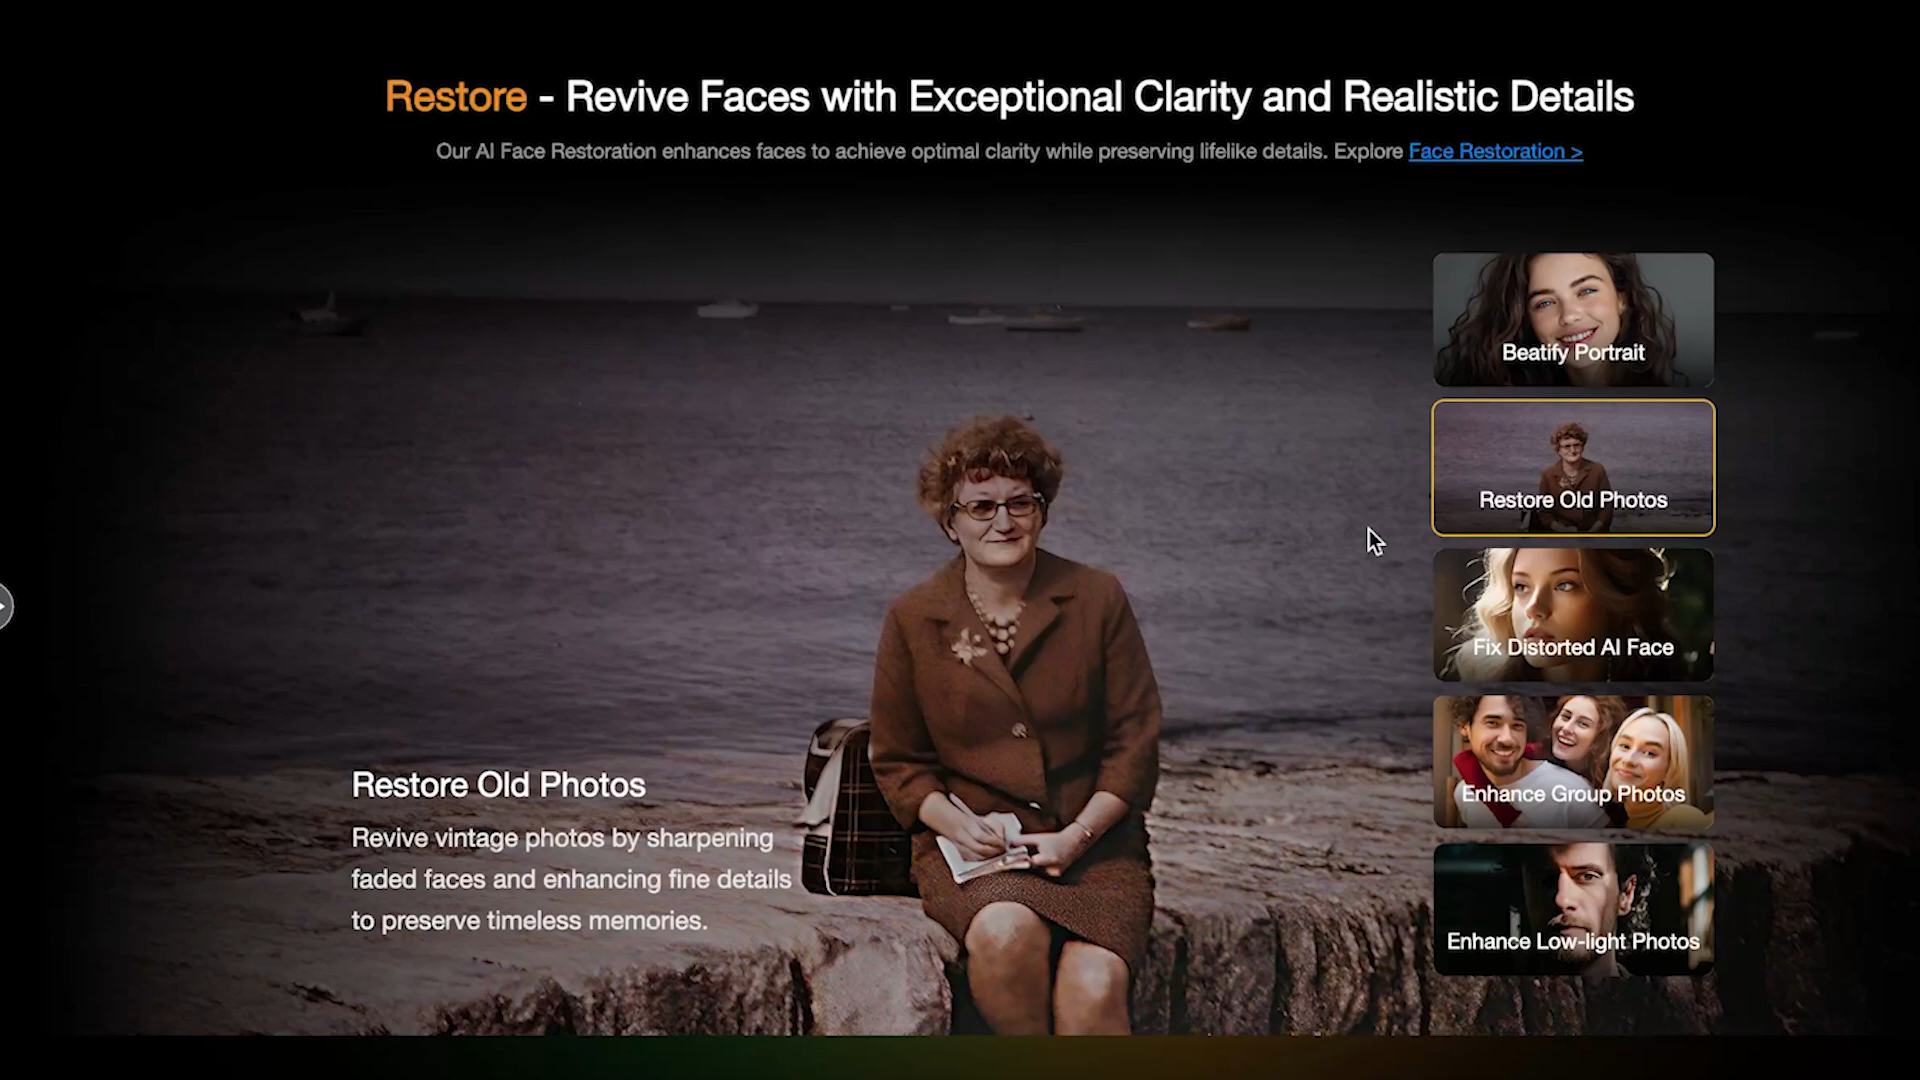 Restore - Revive Faces with Exceptional Clarity and Realistic Details
Our AI Face Restoration enhances faces to achieve optimal clarity while preserving lifelike details. Explore Face Restoration >
Beatify Portrait
Restore Old Photos
Fix Distorted AI Face
Enhance Group Photos
Enhance Low-light Photos
Restore Old Photos
Revive vintage photos by sharpening
faded faces and enhancing fine details
to preserve timeless memories.